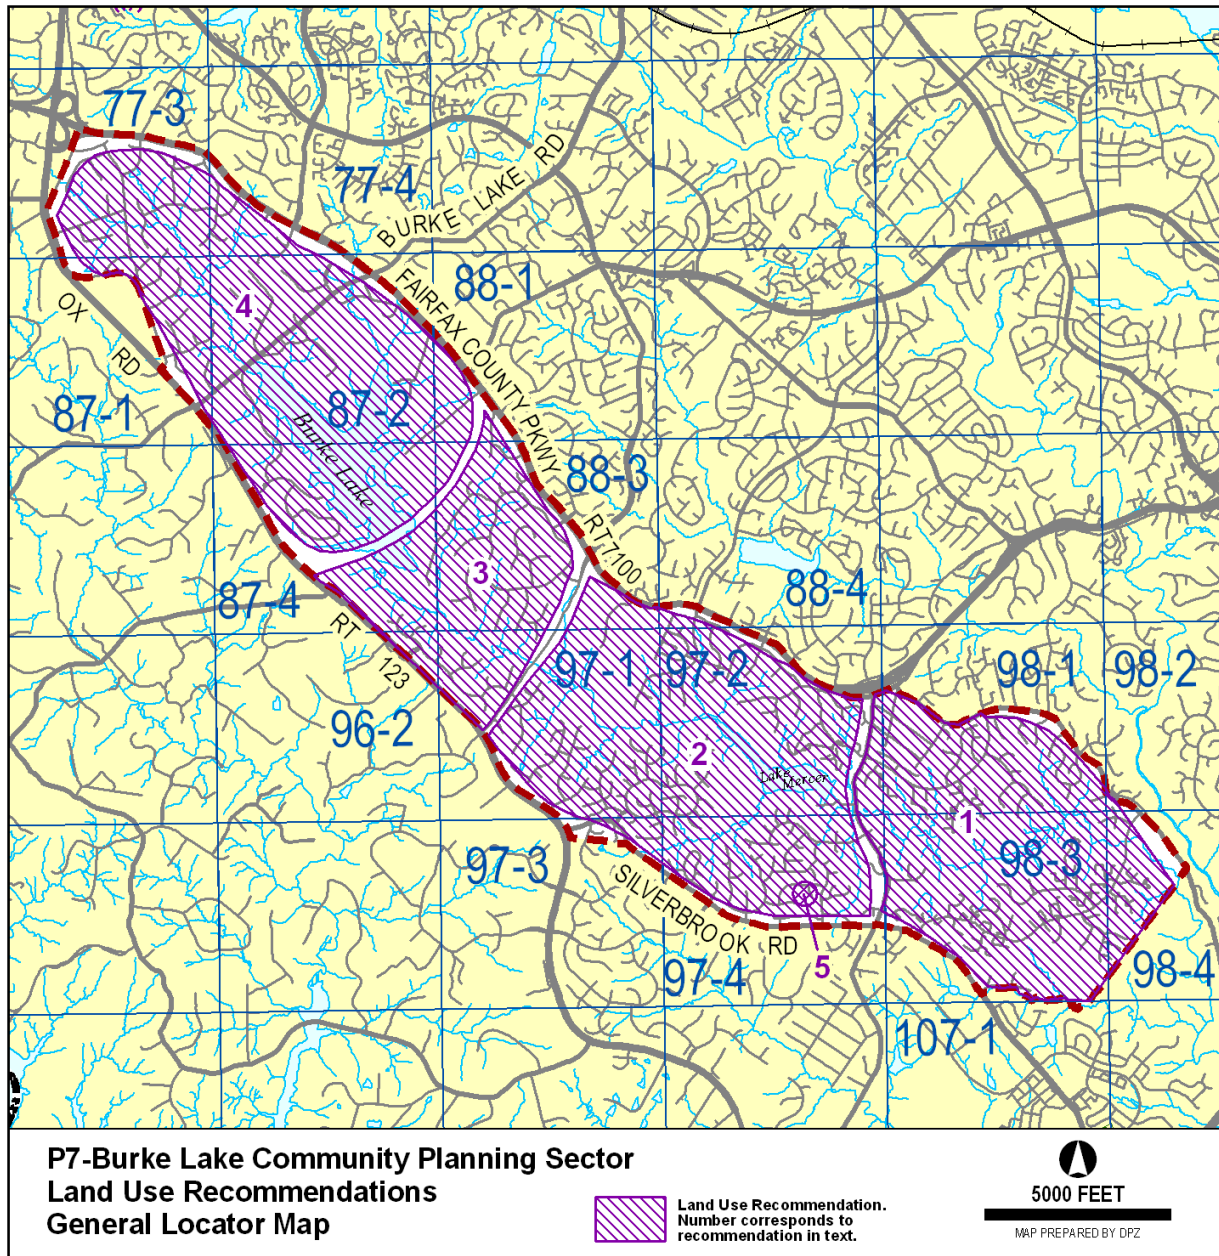 77-3
77-4
BURKE LAKE RD
88-1
FAIRFAX COUNTY PKWY
4
OX RD
87-1
87-2
Burke Lake
88-3
RT7100
3
87-4
88-4
RT 123
97-1
97-2
98-1
98-2
96-2
2
Lake Mercer
1
98-3
97-3
SILVERBROOK RD
5
97-4
98-4
107-1
P7-Burke Lake Community Planning Sector
Land Use Recommendations
General Locator Map
Land Use Recommendation.
Number corresponds to
recommendation in text.
5000 FEET
MAP PREPARED BY DPZ